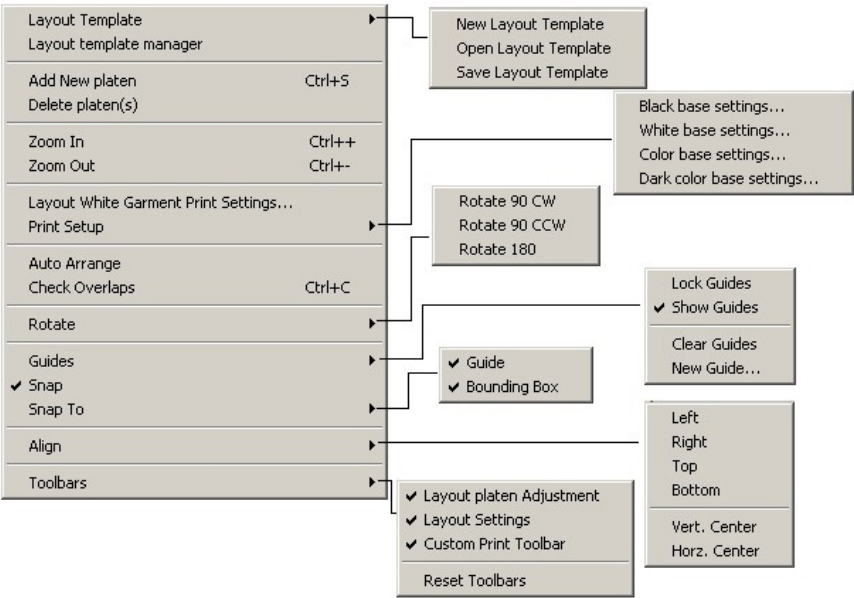 Layout Template
Layout template manager
Add New platen Ctrl+S
Delete platen(s)
Zoom In Ctrl++
Zoom Out Ctrl+-
Layout White Garment Print Settings...
Print Setup
Auto Arrange
Check Overlaps Ctrl+C
Rotate
Guides
Snap
Snap To
Align
Toolbars
New Layout Template
Open Layout Template
Save Layout Template
Black base settings...
White base settings...
Color base settings...
Dark color base settings...
Rotate 90 CW
Rotate 90 CCW
Rotate 180
Lock Guides
Show Guides
Clear Guides
New Guide...
Guide
Bounding Box
Left
Right
Top
Bottom
Vert. Center
Horz. Center
Layout platen Adjustment
Layout Settings
Custom Print Toolbar
Reset Toolbars